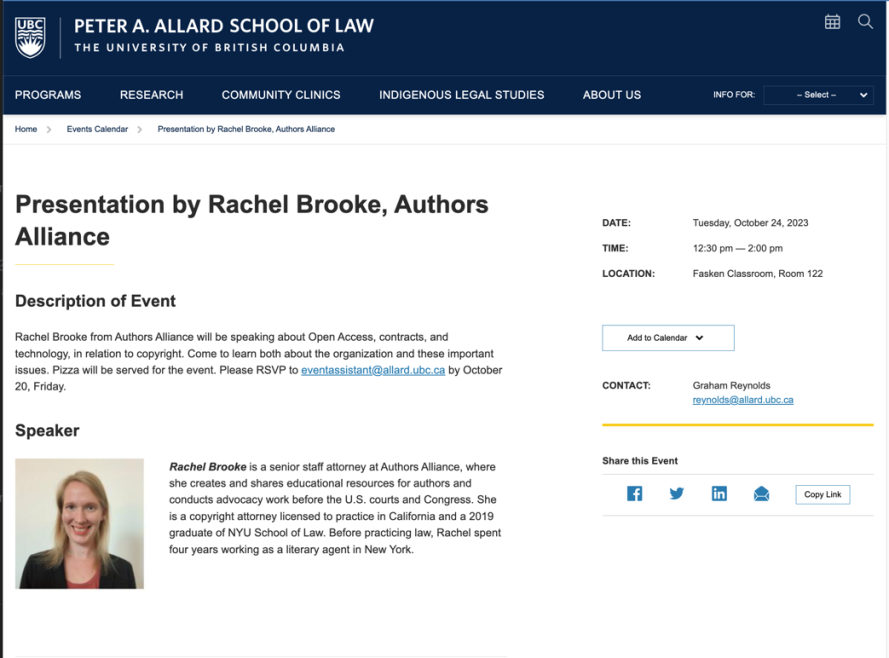 UBC
PETER A. ALLARD SCHOOL OF LAW
THE UNIVERSITY OF BRITISH COLUMBIA
PROGRAMS RESEARCH COMMUNITY CLINICS INDIGENOUS LEGAL STUDIES ABOUT US INFO FOR: -- Select --
Home Events Calendar Presentation by Rachel Brooke, Authors Alliance
Presentation by Rachel Brooke, Authors
Alliance
Description of Event
Rachel Brooke from Authors Alliance will be speaking about Open Access, contracts, and
technology, in relation to copyright. Come to learn both about the organization and these important
issues. Pizza will be served for the event. Please RSVP to eventassistant@allard.ubc.ca by October
20, Friday.
Speaker
Rachel Brooke is a senior staff attorney at Authors Alliance, where
she creates and shares educational resources for authors and
conducts advocacy work before the U.S. courts and Congress. She
is a copyright attorney licensed to practice in California and a 2019
graduate of NYU School of Law. Before practicing law, Rachel spent
four years working as a literary agent in New York.
DATE: Tuesday, October 24, 2023
TIME: 12:30 pm — 2:00 pm
LOCATION: Fasken Classroom, Room 122
Add to Calendar
CONTACT: Graham Reynolds
reynolds@allard.ubc.ca
Share this Event
Copy Link